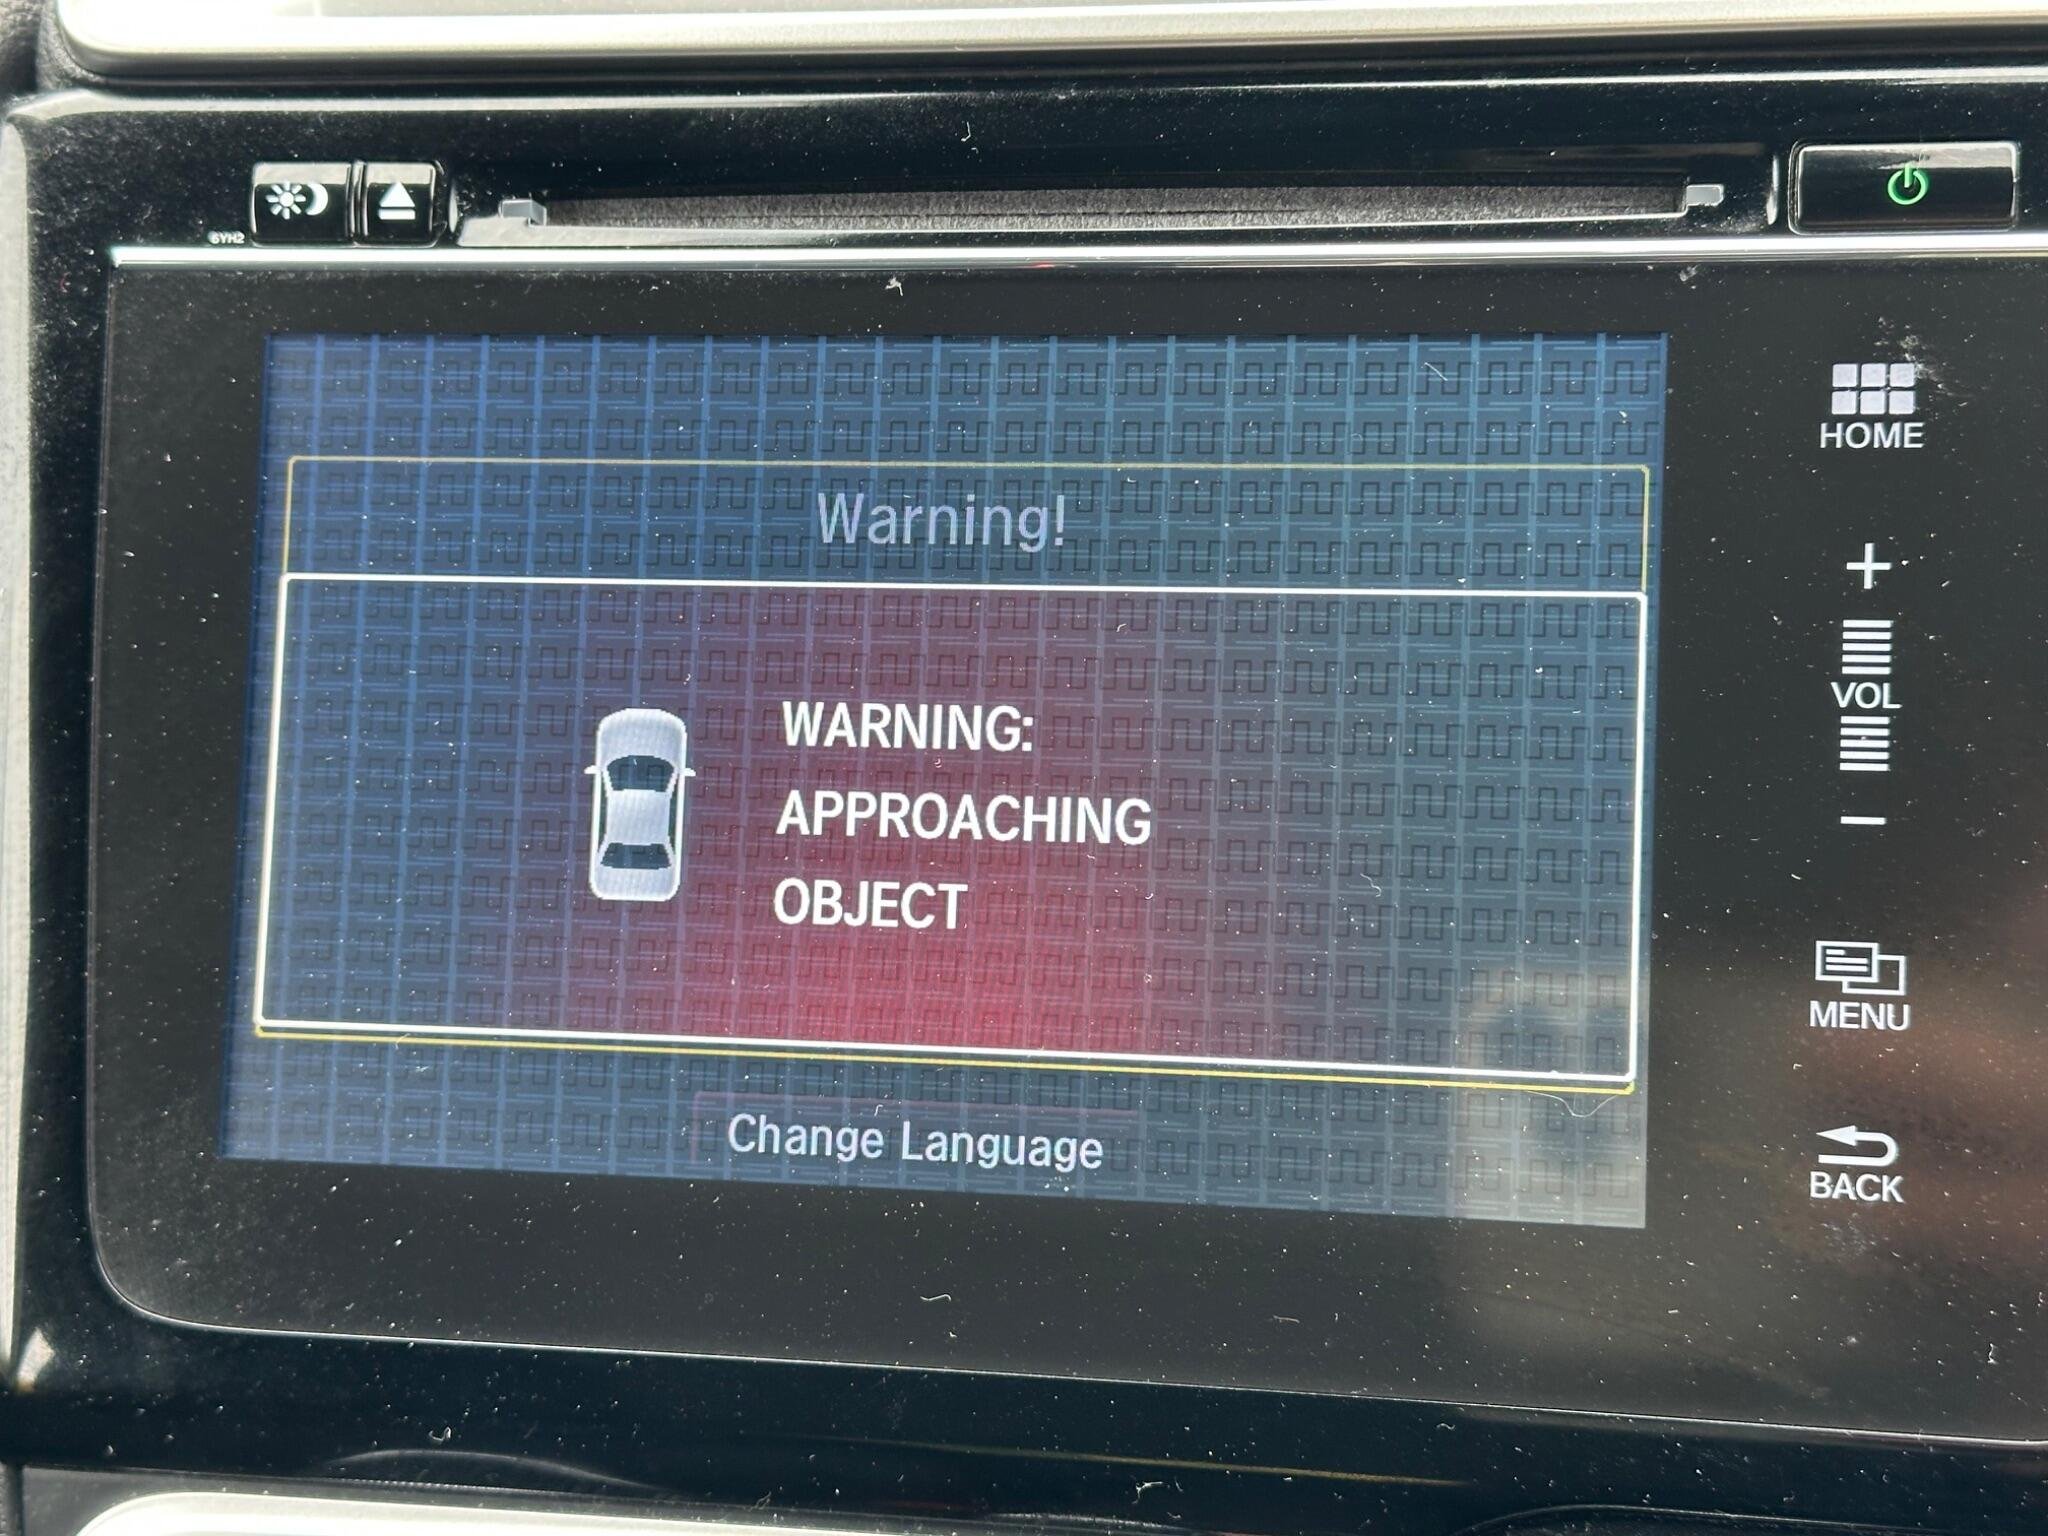 6YH2
HOME
Warning!
+
VOL
WARNING:
APPROACHING
OBJECT
−
MENU
Change Language
BACK